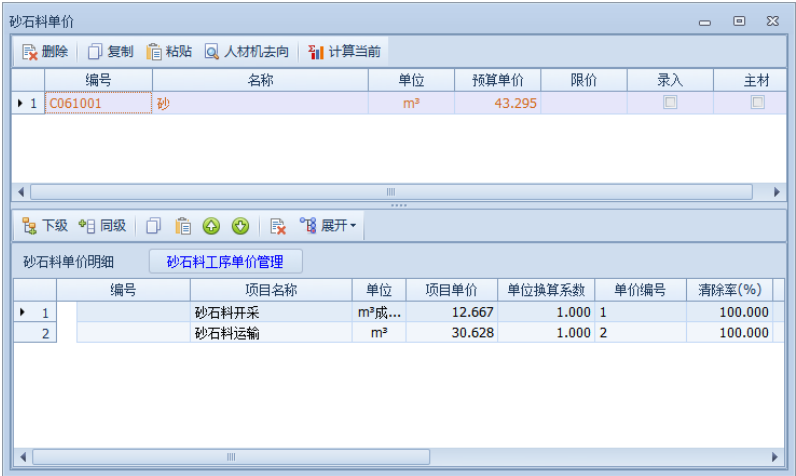 砂石料单价
删除 复制 粘贴 人材机去向 计算当前
编号 名称 单位 预算单价 限价 录入 主材
1 C061001 砂 m³ 43.295
下级 同级 展开
砂石料单价明细 砂石料工序单价管理
编号 项目名称 单位 项目单价 单位换算系数 单价编号 清除率(%)
1 砂石料开采 m³成... 12.667 1.000 1 100.000
2 砂石料运输 m³ 30.628 1.000 2 100.000